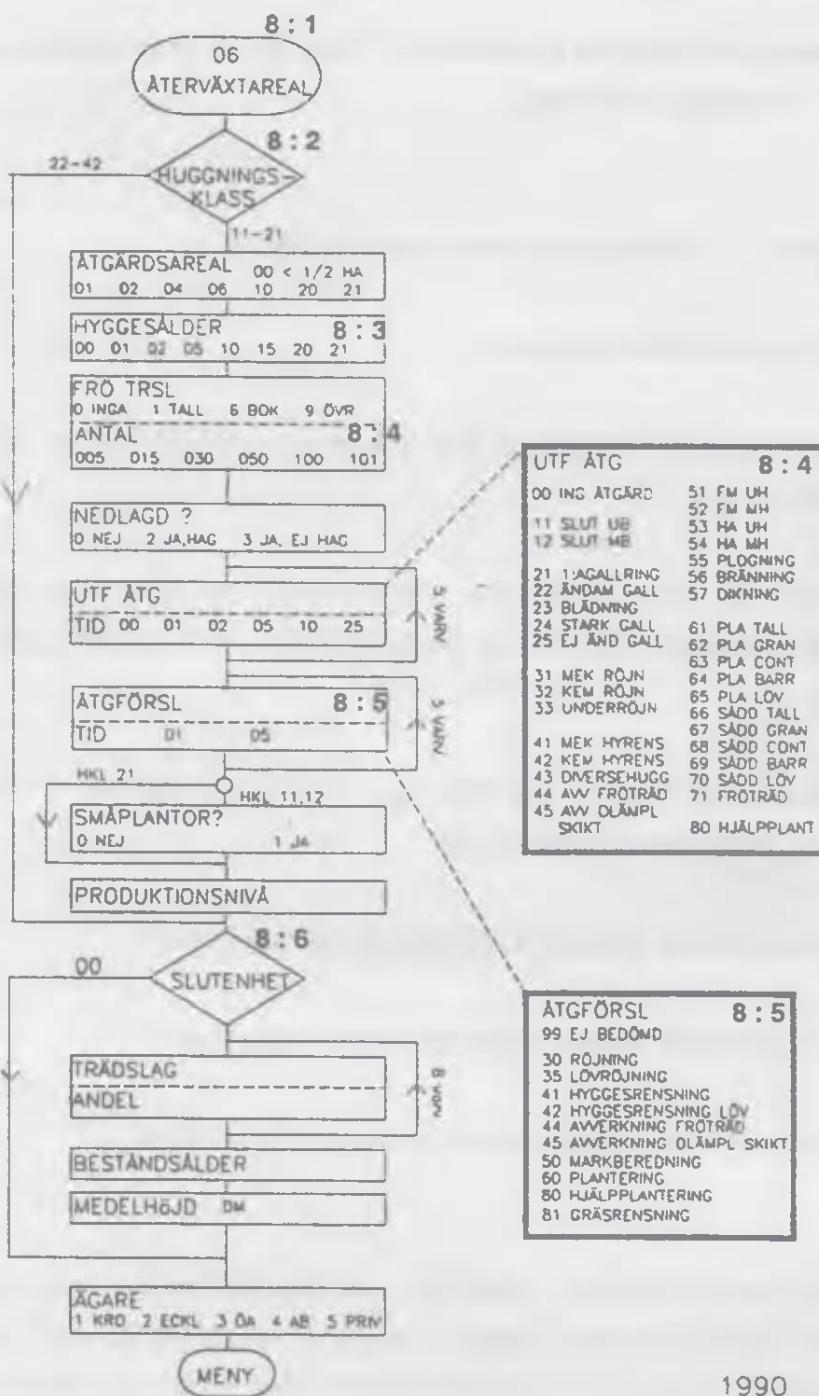 8:1
06
ÅTERVÄXTAREAL
8:2
22-42
HUGGNINGS-
KLASS
11-21
ÅTGÄRDSAREAL 00 < 1/2 HA
01 02 04 06 10 20 21
HYGGESÅLDER 8:3
00 01 02 05 10 15 20 21
FRÖ TRSL
0 INGA 1 TALL 6 BOK 9 ÖVR
ANTAL 8:4
005 015 030 050 100 101
NEDLAGD ?
0 NEJ 2 JA,HAG 3 JA, EJ HAG
UTF ÅTG
TID 00 01 02 05 10 25
5 VARV
ÅTGFÖRSL 8:5
TID 01 05
3 VARV
HKL 21
HKL 11,12
SMÅPLANTOR?
0 NEJ 1 JA
PRODUKTIONSNIVÅ
8:6
00
SLUTENHET
TRÄDSLAG
ANDEL
8 VARV
BESTÅNDSÅLDER
MEDELHÖJD DM
ÄGARE
1 KRO 2 ECKL 3 ÖA 4 AB 5 PRIV
MENY
UTF ÅTG 8:4
00 ING ÅTGÄRD
11 SLUT UB
12 SLUT MB
21 1:AGALLRING
22 ÄNDAM GALL
23 BLÄDNING
24 STARK GALL
25 EJ ÄND GALL
31 MEK RÖJN
32 KEM RÖJN
33 UNDERRÖJN
41 MEK HYRENS
42 KEM HYRENS
43 DIVERSEHUGG
44 AVV FRÖTRÄD
45 AVV OLÄMPL
SKIKT
51 FM UH
52 FM MH
53 HA UH
54 HA MH
55 PLOGNING
56 BRÄNNING
57 DIKNING
61 PLA TALL
62 PLA GRAN
63 PLA CONT
64 PLA BARR
65 PLA LÖV
66 SÅDD TALL
67 SÅDD GRAN
68 SÅDD CONT
69 SÅDD BARR
70 SÅDD LÖV
71 FRÖTRÄD
80 HJÄLPPLANT
ÅTGFÖRSL 8:5
99 EJ BEDÖMD
30 RÖJNING
35 LÖVRÖJNING
41 HYGGESRENSNING
42 HYGGESRENSNING LÖV
44 AVVERKNING FRÖTRÄD
45 AVVERKNING OLÄMPL SKIKT
50 MARKBEREDNING
60 PLANTERING
80 HJÄLPPLANTERING
81 GRÄSRENSNING
1990